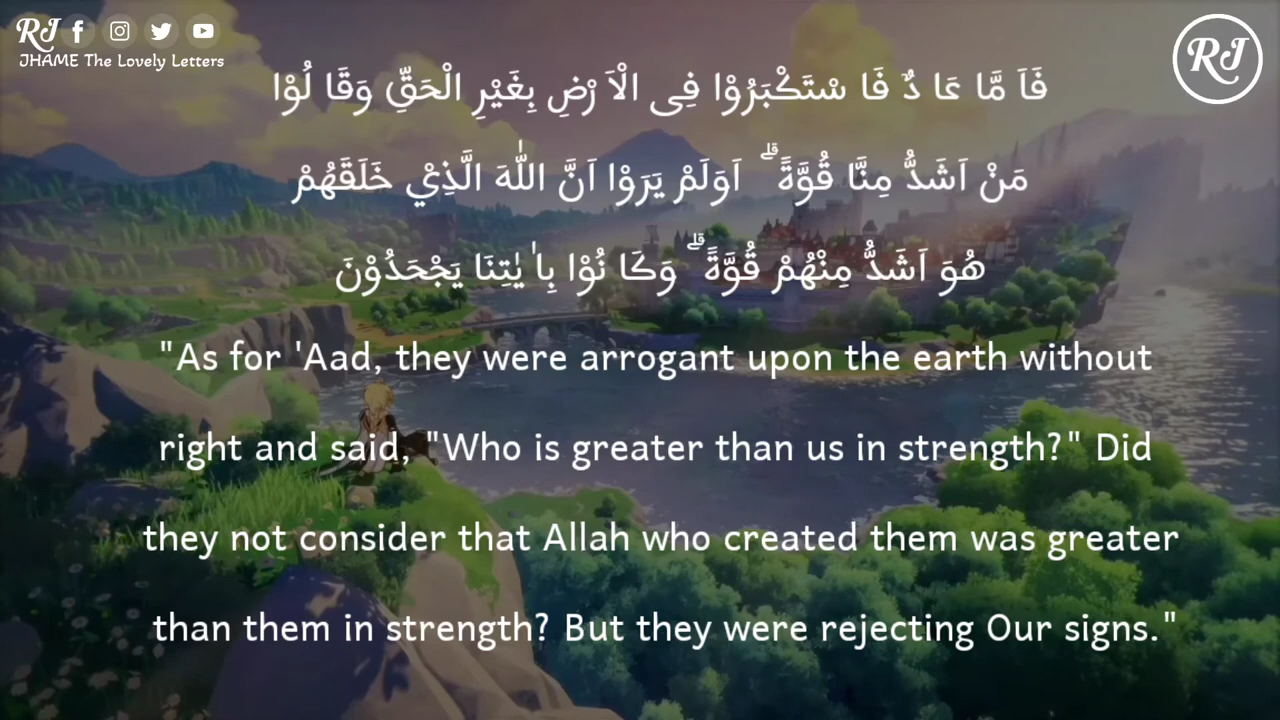 RJ
JHAME The Lovely Letters
RJ
فَاَ مَّا عَا دٌ فَا سْتَكْبَرُوْا فِى الْاَ رْضِ بِغَيْرِ الْحَقِّ وَقَا لُوْا
مَنْ اَشَدُّ مِنَّا قُوَّةً ۗ اَوَلَمْ يَرَوْا اَنَّ اللّٰهَ الَّذِيْ خَلَقَهُمْ
هُوَ اَشَدُّ مِنْهُمْ قُوَّةً ۗ وَكَا نُوْا بِاٰ يٰتِنَا يَجْحَدُوْنَ
"As for 'Aad, they were arrogant upon the earth without
right and said, "Who is greater than us in strength?" Did
they not consider that Allah who created them was greater
than them in strength? But they were rejecting Our signs."